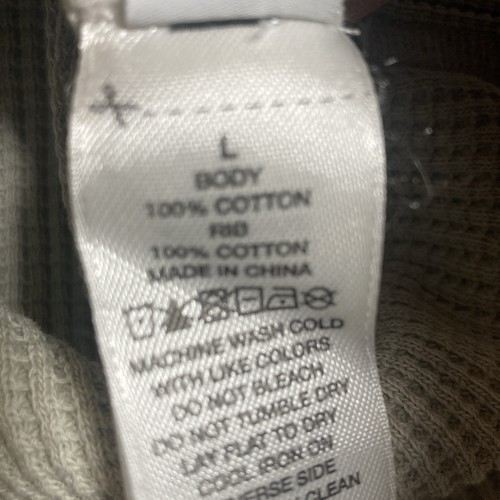 L
BODY
100% COTTON
RIB
100% COTTON
MADE IN CHINA
MACHINE WASH COLD
WITH LIKE COLORS
DO NOT BLEACH
DO NOT TUMBLE DRY
LAY FLAT TO DRY
COOL IRON ON
SIDE
CLEAN